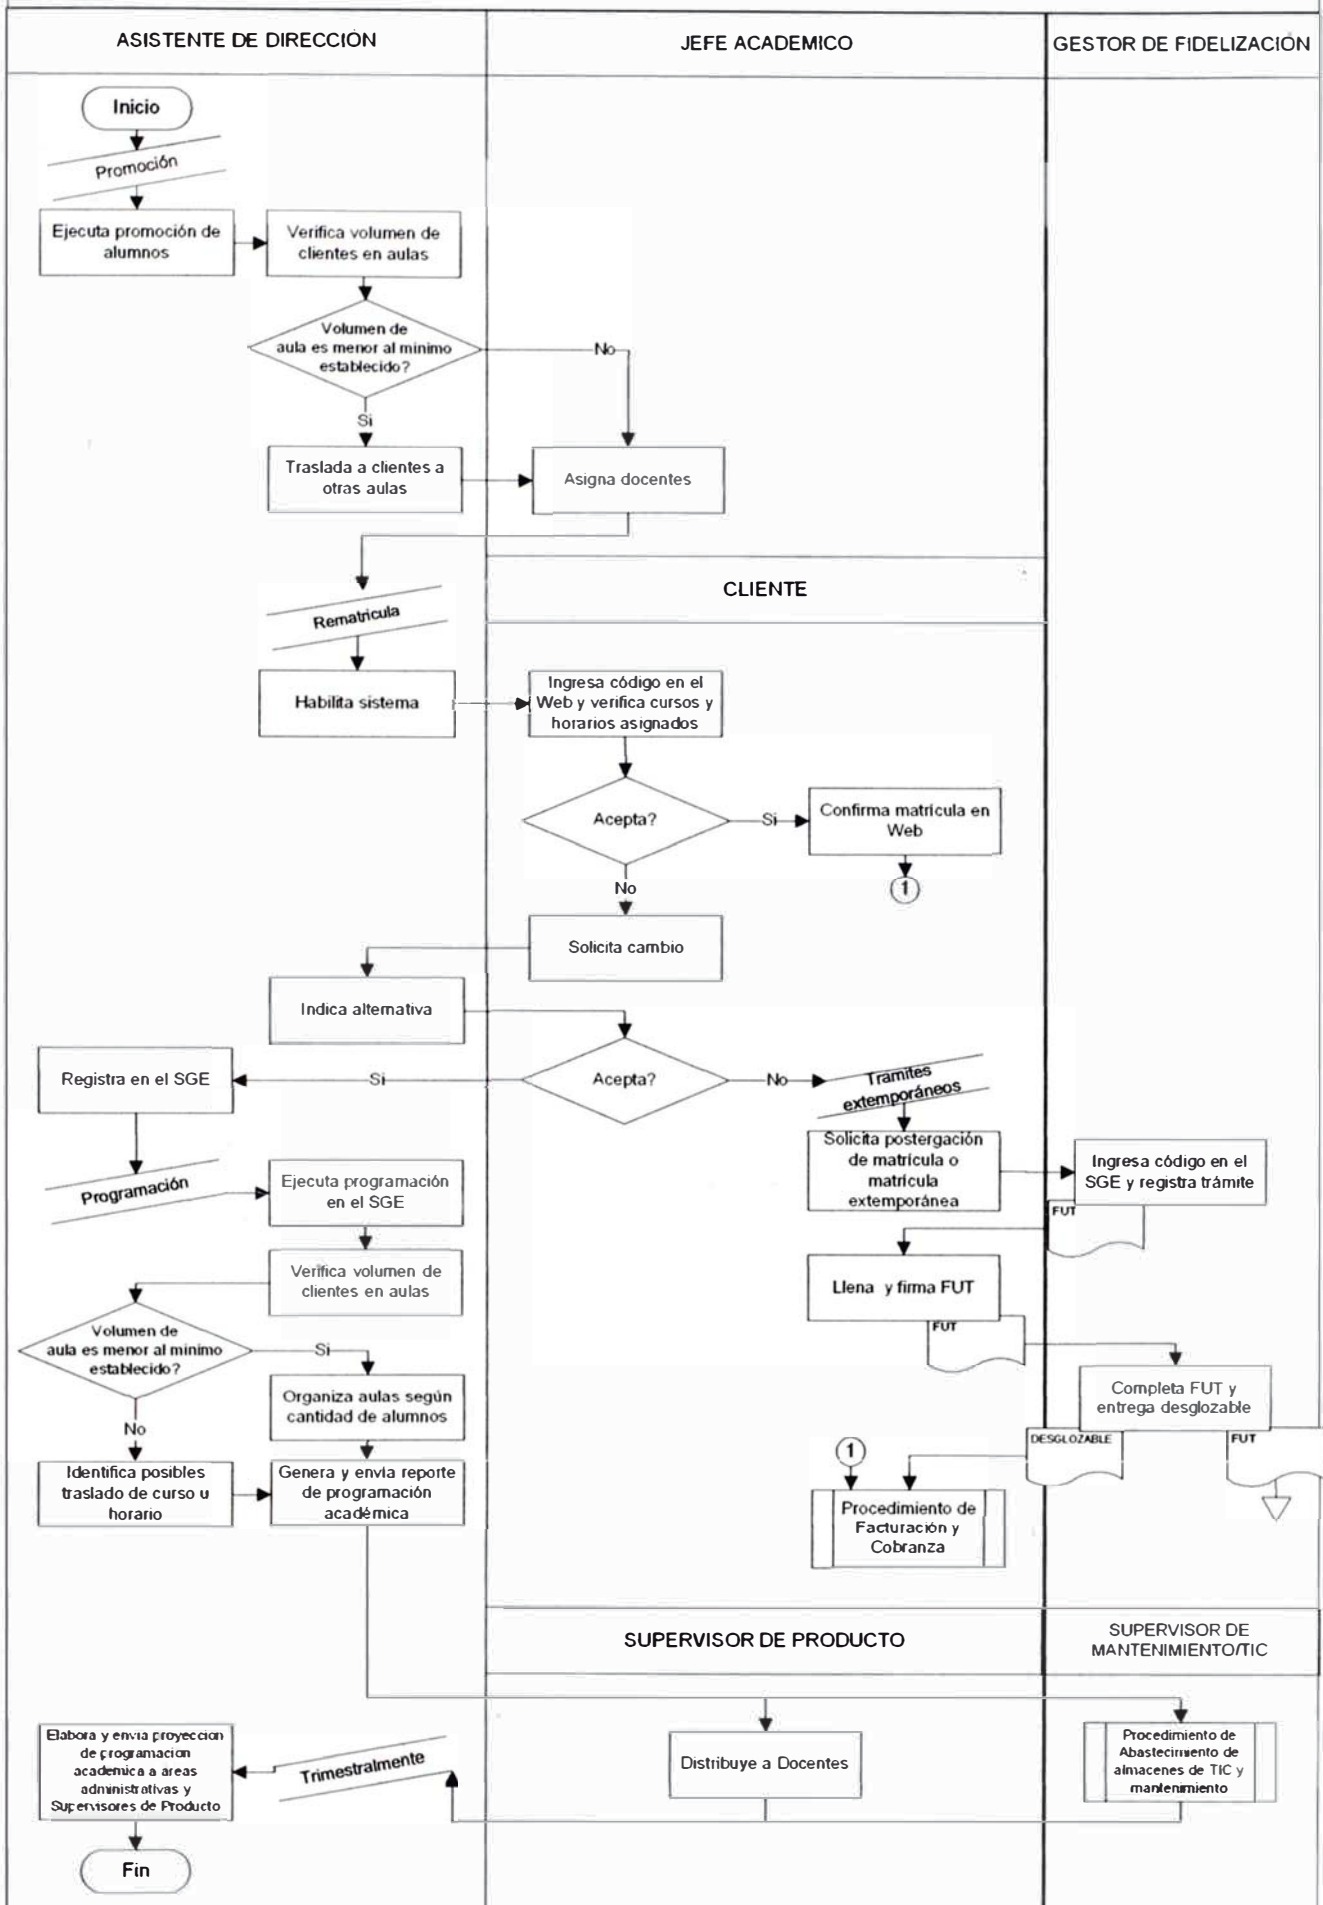 ASISTENTE DE DIRECCIÓN
JEFE ACADEMICO
GESTOR DE FIDELIZACIÓN
Inicio
Promoción
Ejecuta promoción de
alumnos
Verifica volumen de
clientes en aulas
Volumen de
aula es menor al mínimo
establecido?
No
Si
Traslada a clientes a
otras aulas
Asigna docentes
CLIENTE
Rematricula
Habilita sistema
Ingresa código en el
Web y verifica cursos y
horarios asignados
Acepta?
Si
Confirma matricula en
Web
1
No
Solicita cambio
Indica alternativa
Acepta?
Si
Registra en el SGE
No
Tramites
extemporáneos
Solicita postergación
de matrícula o
matrícula
extemporánea
Ingresa código en el
SGE y registra trámite
FUT
Programación
Ejecuta programación
en el SGE
Verifica volumen de
clientes en aulas
Llena y firma FUT
FUT
Volumen de
aula es menor al mínimo
establecido?
Si
Organiza aulas según
cantidad de alumnos
Completa FUT y
entrega desglozable
DESGLOZABLE
FUT
No
Identifica posibles
traslado de curso u
horario
Genera y envía reporte
de programación
académica
1
Procedimiento de
Facturación y
Cobranza
SUPERVISOR DE PRODUCTO
SUPERVISOR DE
MANTENIMIENTO/TIC
Elabora y envia proyeccion
de programacion
academica a areas
administrativas y
Supervisores de Producto
Trimestralmente
Distribuye a Docentes
Procedimiento de
Abastecimiento de
almacenes de TIC y
mantenimiento
Fin